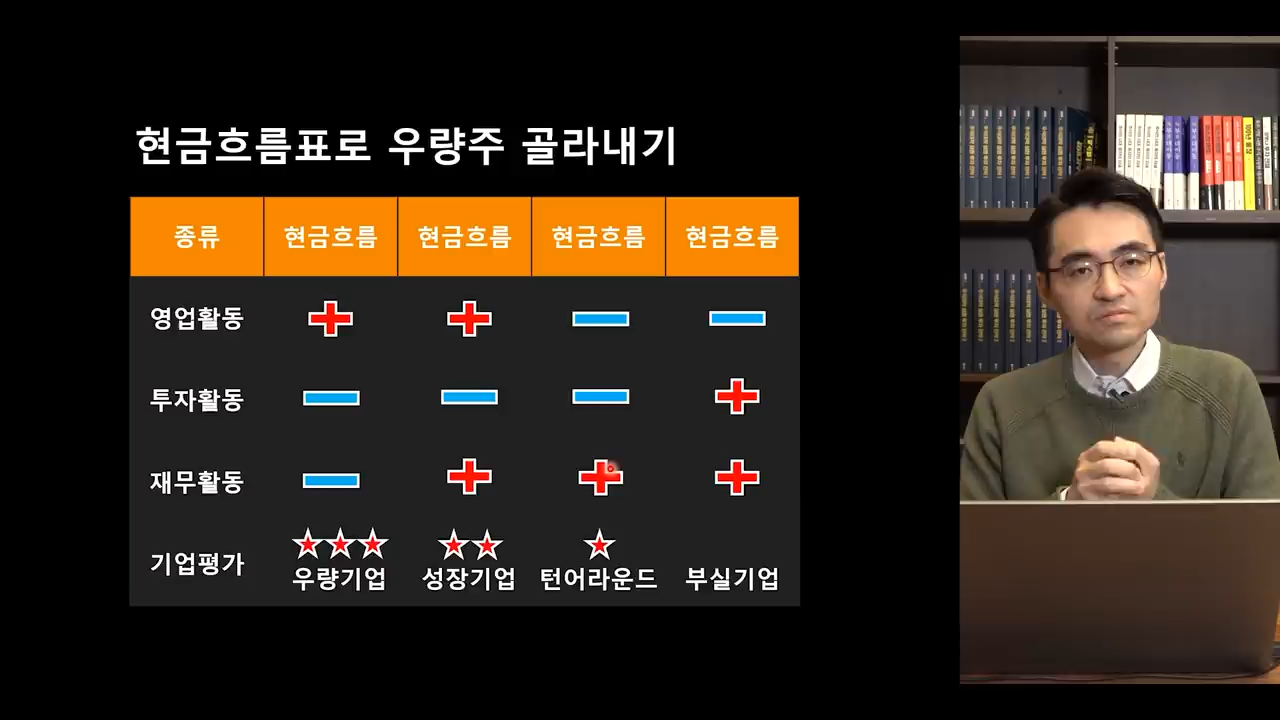 현금흐름표로 우량주 골라내기
종류 현금흐름 현금흐름 현금흐름 현금흐름
영업활동
투자활동
재무활동
기업평가 우량기업 성장기업 턴어라운드 부실기업